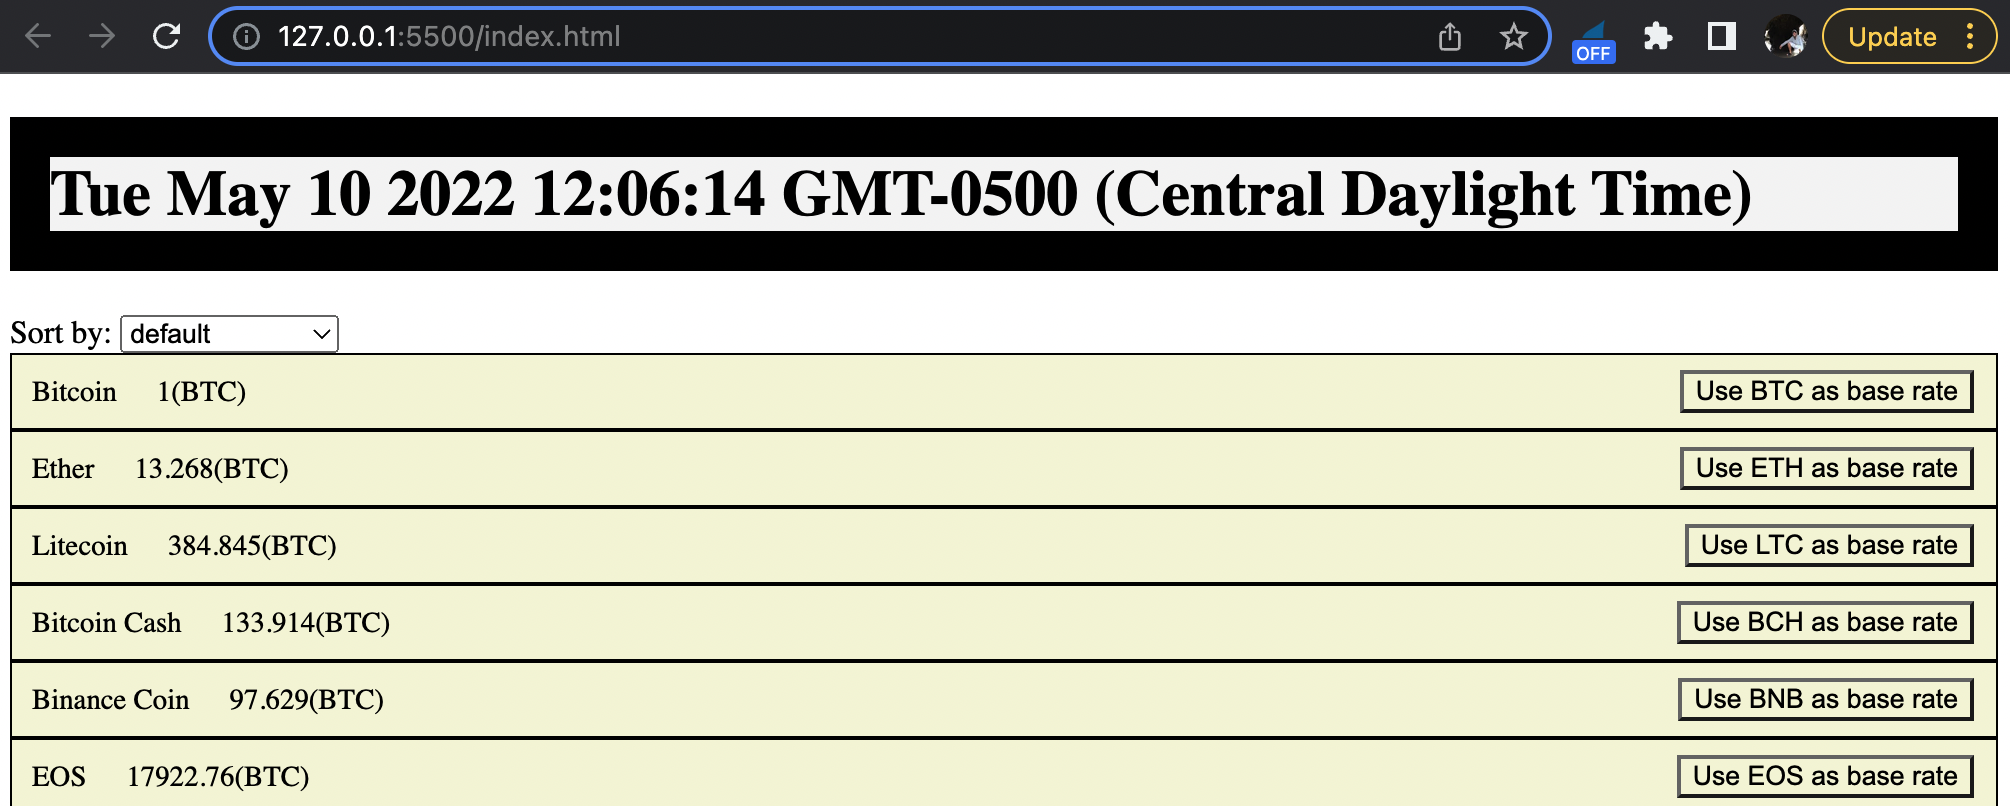 127.0.0.1:5500/index.html
OFF
Update
Tue May 10 2022 12:06:14 GMT-0500 (Central Daylight Time)
Sort by: default
Bitcoin 1(BTC) Use BTC as base rate
Ether 13.268(BTC) Use ETH as base rate
Litecoin 384.845(BTC) Use LTC as base rate
Bitcoin Cash 133.914(BTC) Use BCH as base rate
Binance Coin 97.629(BTC) Use BNB as base rate
EOS 17922.76(BTC) Use EOS as base rate